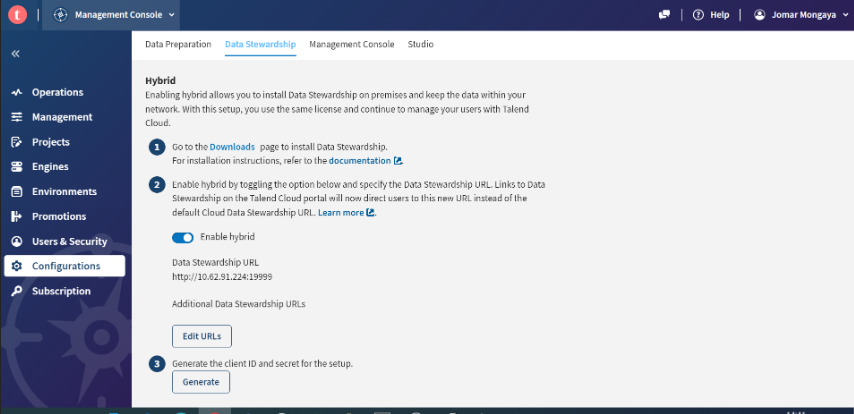 t | Management Console
Help | Jomar Mongaya
«
Operations
Management
Projects
Engines
Environments
Promotions
Users & Security
Configurations
Subscription
Data Preparation Data Stewardship Management Console Studio
Hybrid
Enabling hybrid allows you to install Data Stewardship on premises and keep the data within your
network. With this setup, you use the same license and continue to manage your users with Talend
Cloud.
1 Go to the Downloads page to install Data Stewardship.
For installation instructions, refer to the documentation.
2 Enable hybrid by toggling the option below and specify the Data Stewardship URL. Links to Data
Stewardship on the Talend Cloud portal will now direct users to this new URL instead of the
default Cloud Data Stewardship URL. Learn more.
Enable hybrid
Data Stewardship URL
http://10.62.91.224:19999
Additional Data Stewardship URLs
Edit URLs
3 Generate the client ID and secret for the setup.
Generate